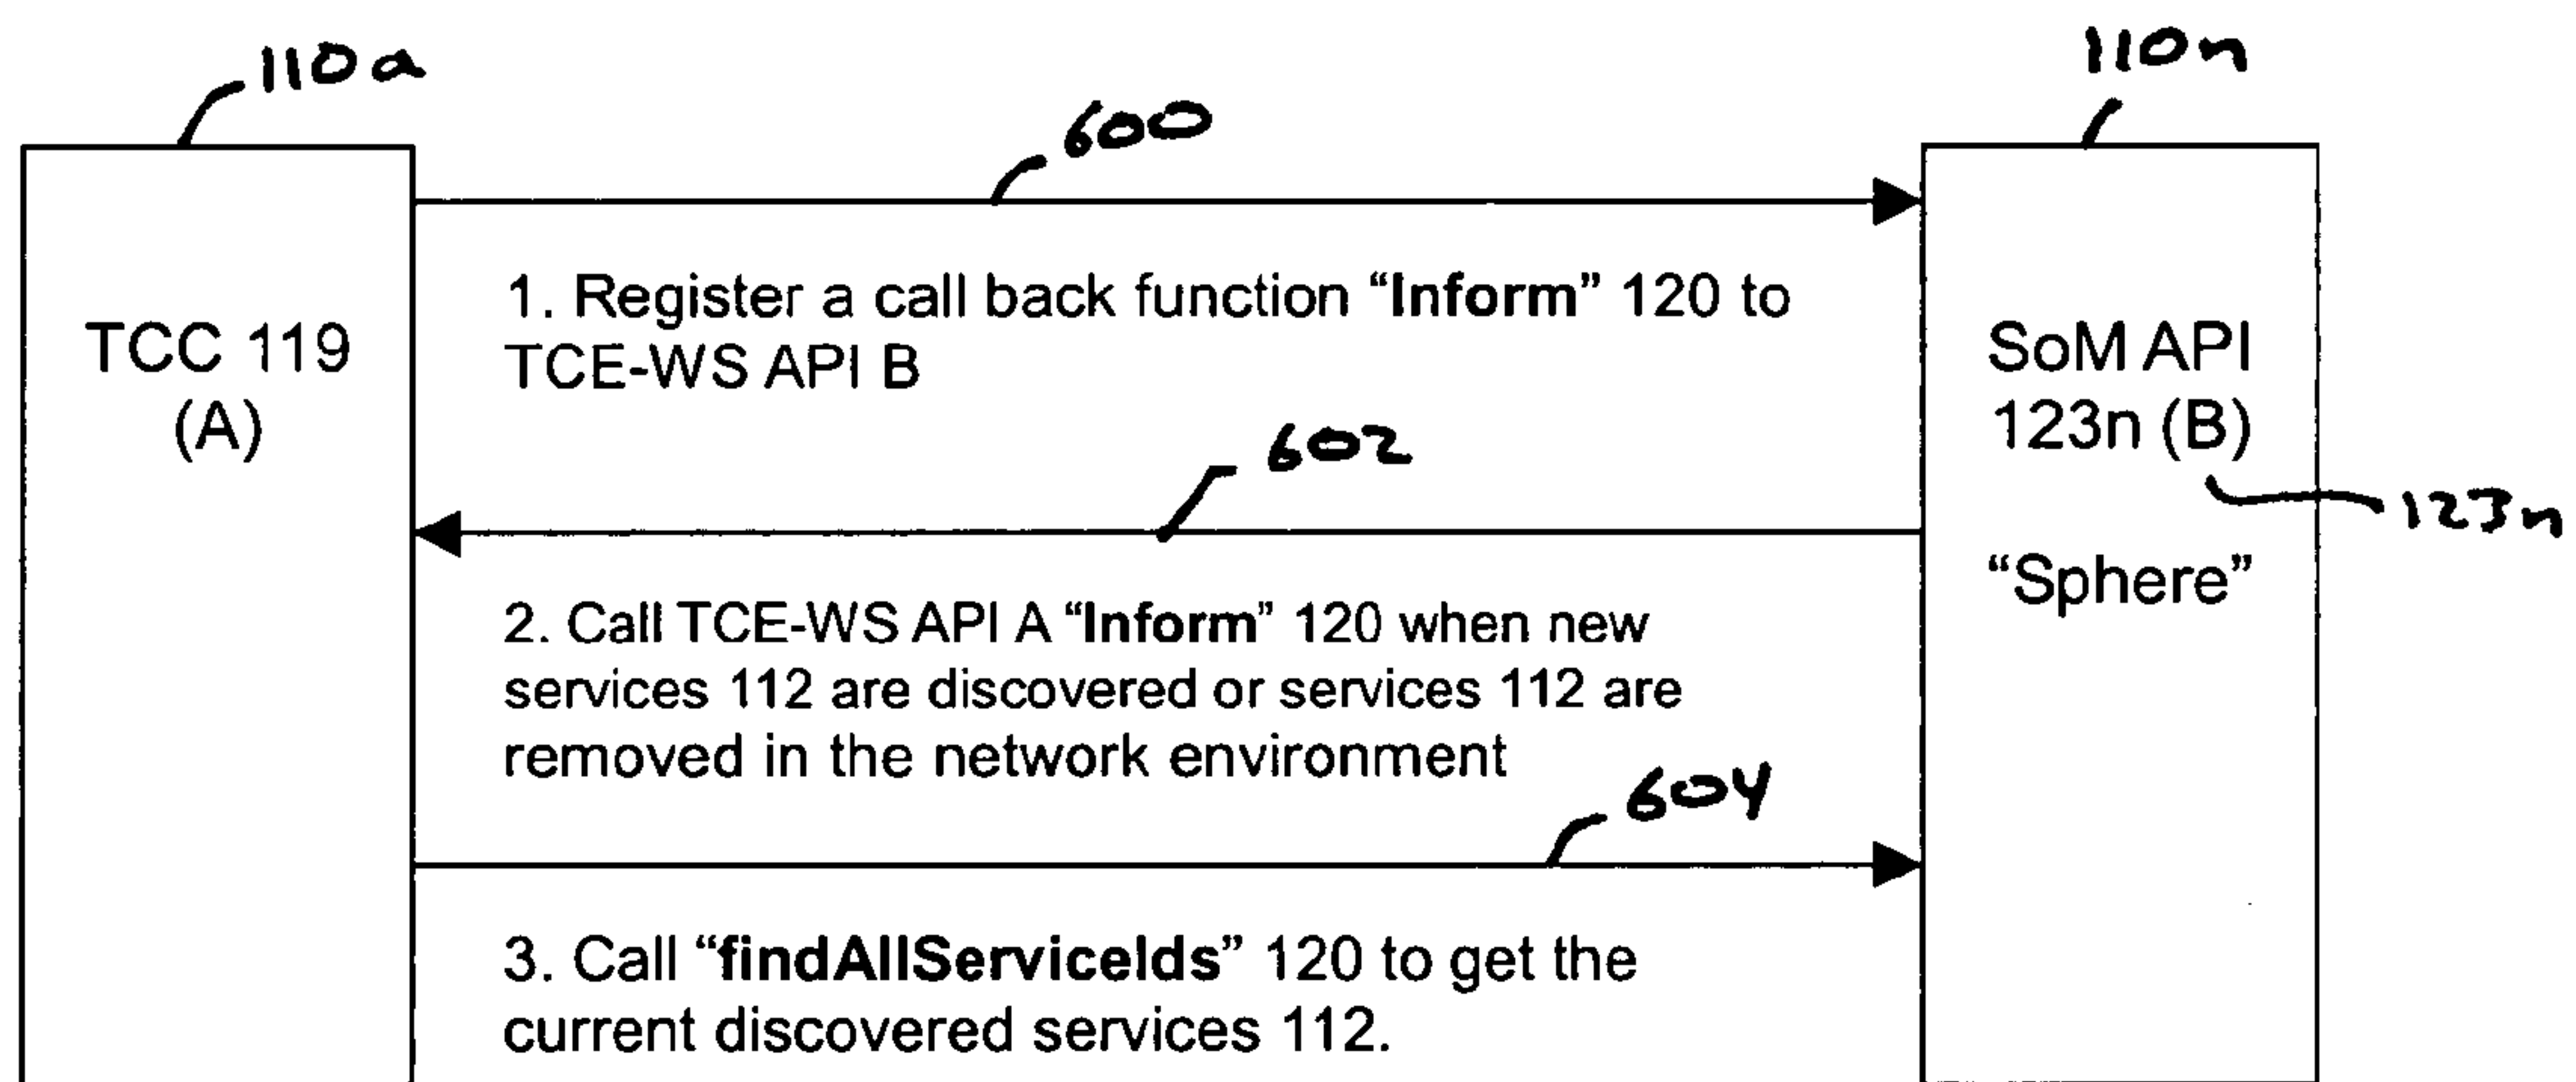 110a
110n
600
1. Register a call back function “Inform” 120 to
TCE-WS API B
TCC 119
(A)
SoM API
123n (B)
123n
“Sphere”
602
2. Call TCE-WS API A “Inform” 120 when new
services 112 are discovered or services 112 are
removed in the network environment
604
3. Call “findAllServiceIds” 120 to get the
current discovered services 112.